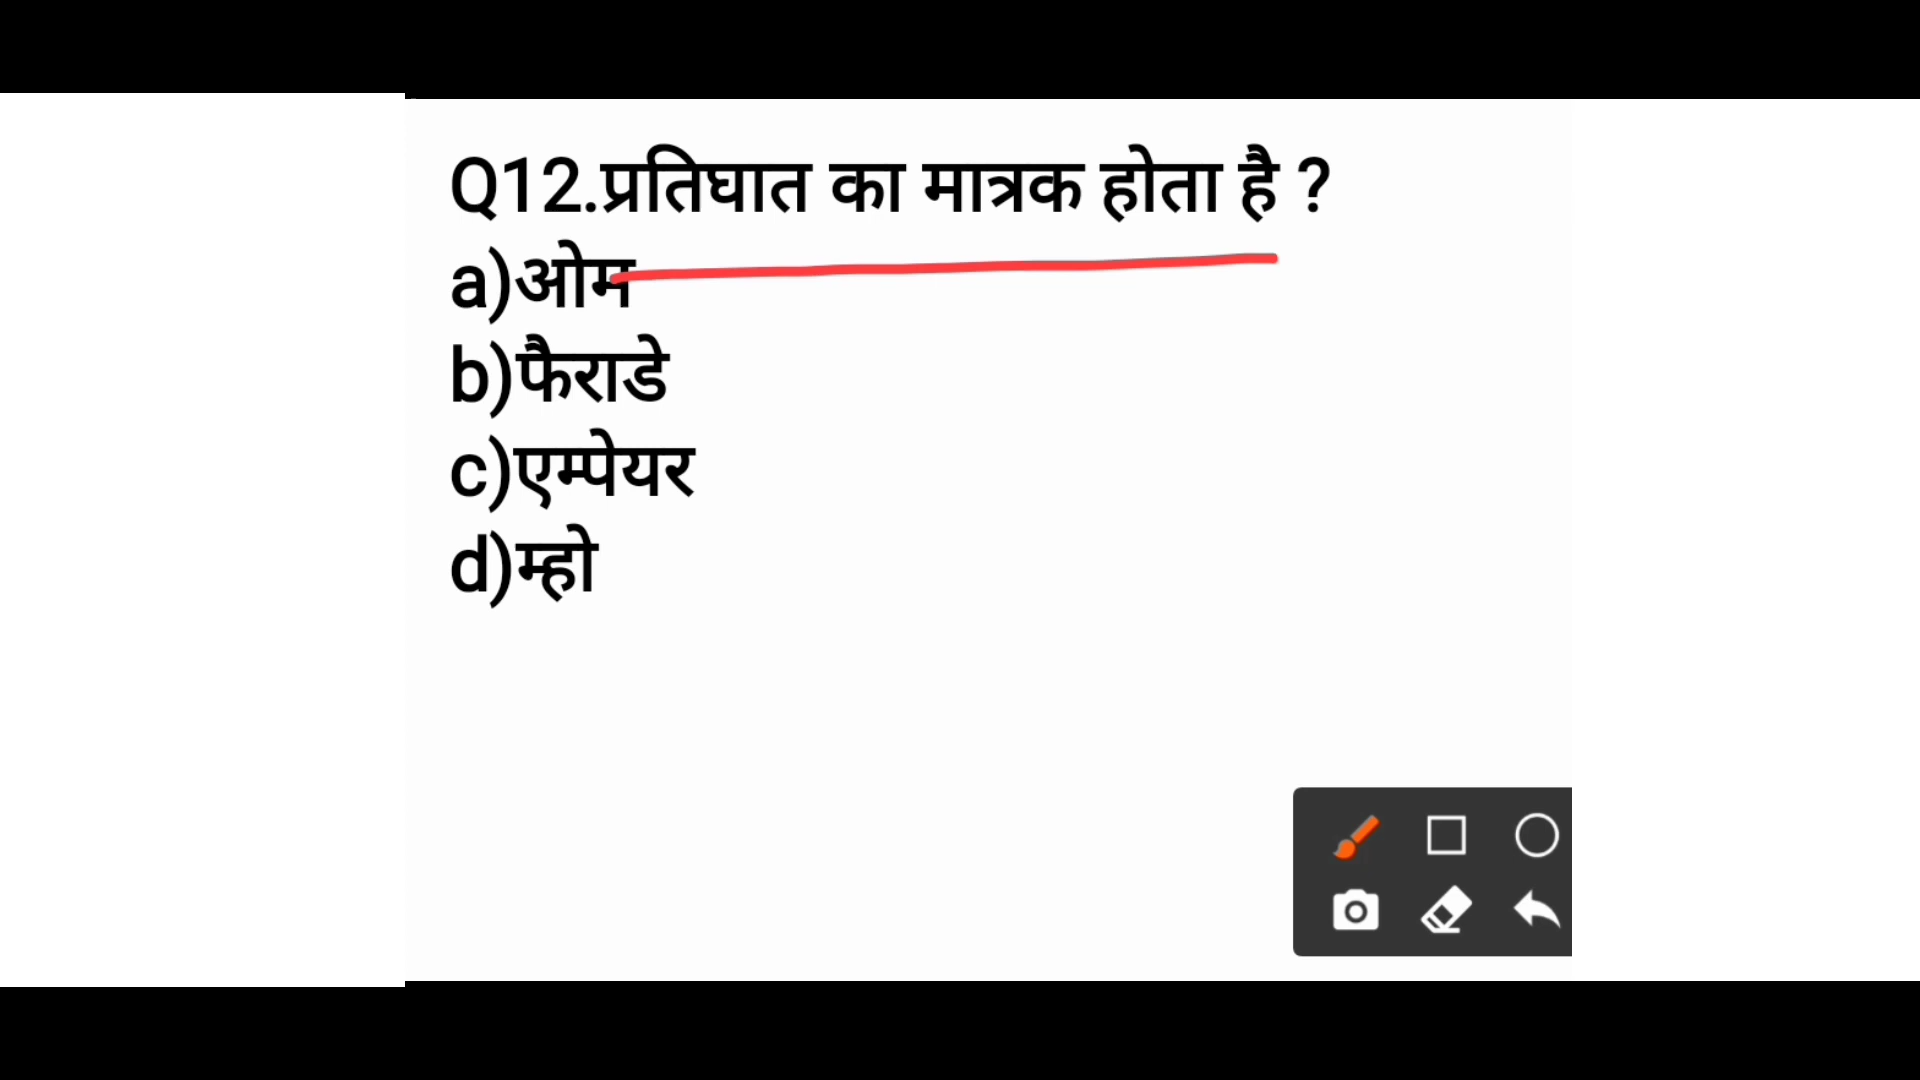 Q12.प्रतिघात का मात्रक होता है ?
a)ओम
b)फैराडे
c)एम्पेयर
d)म्हो